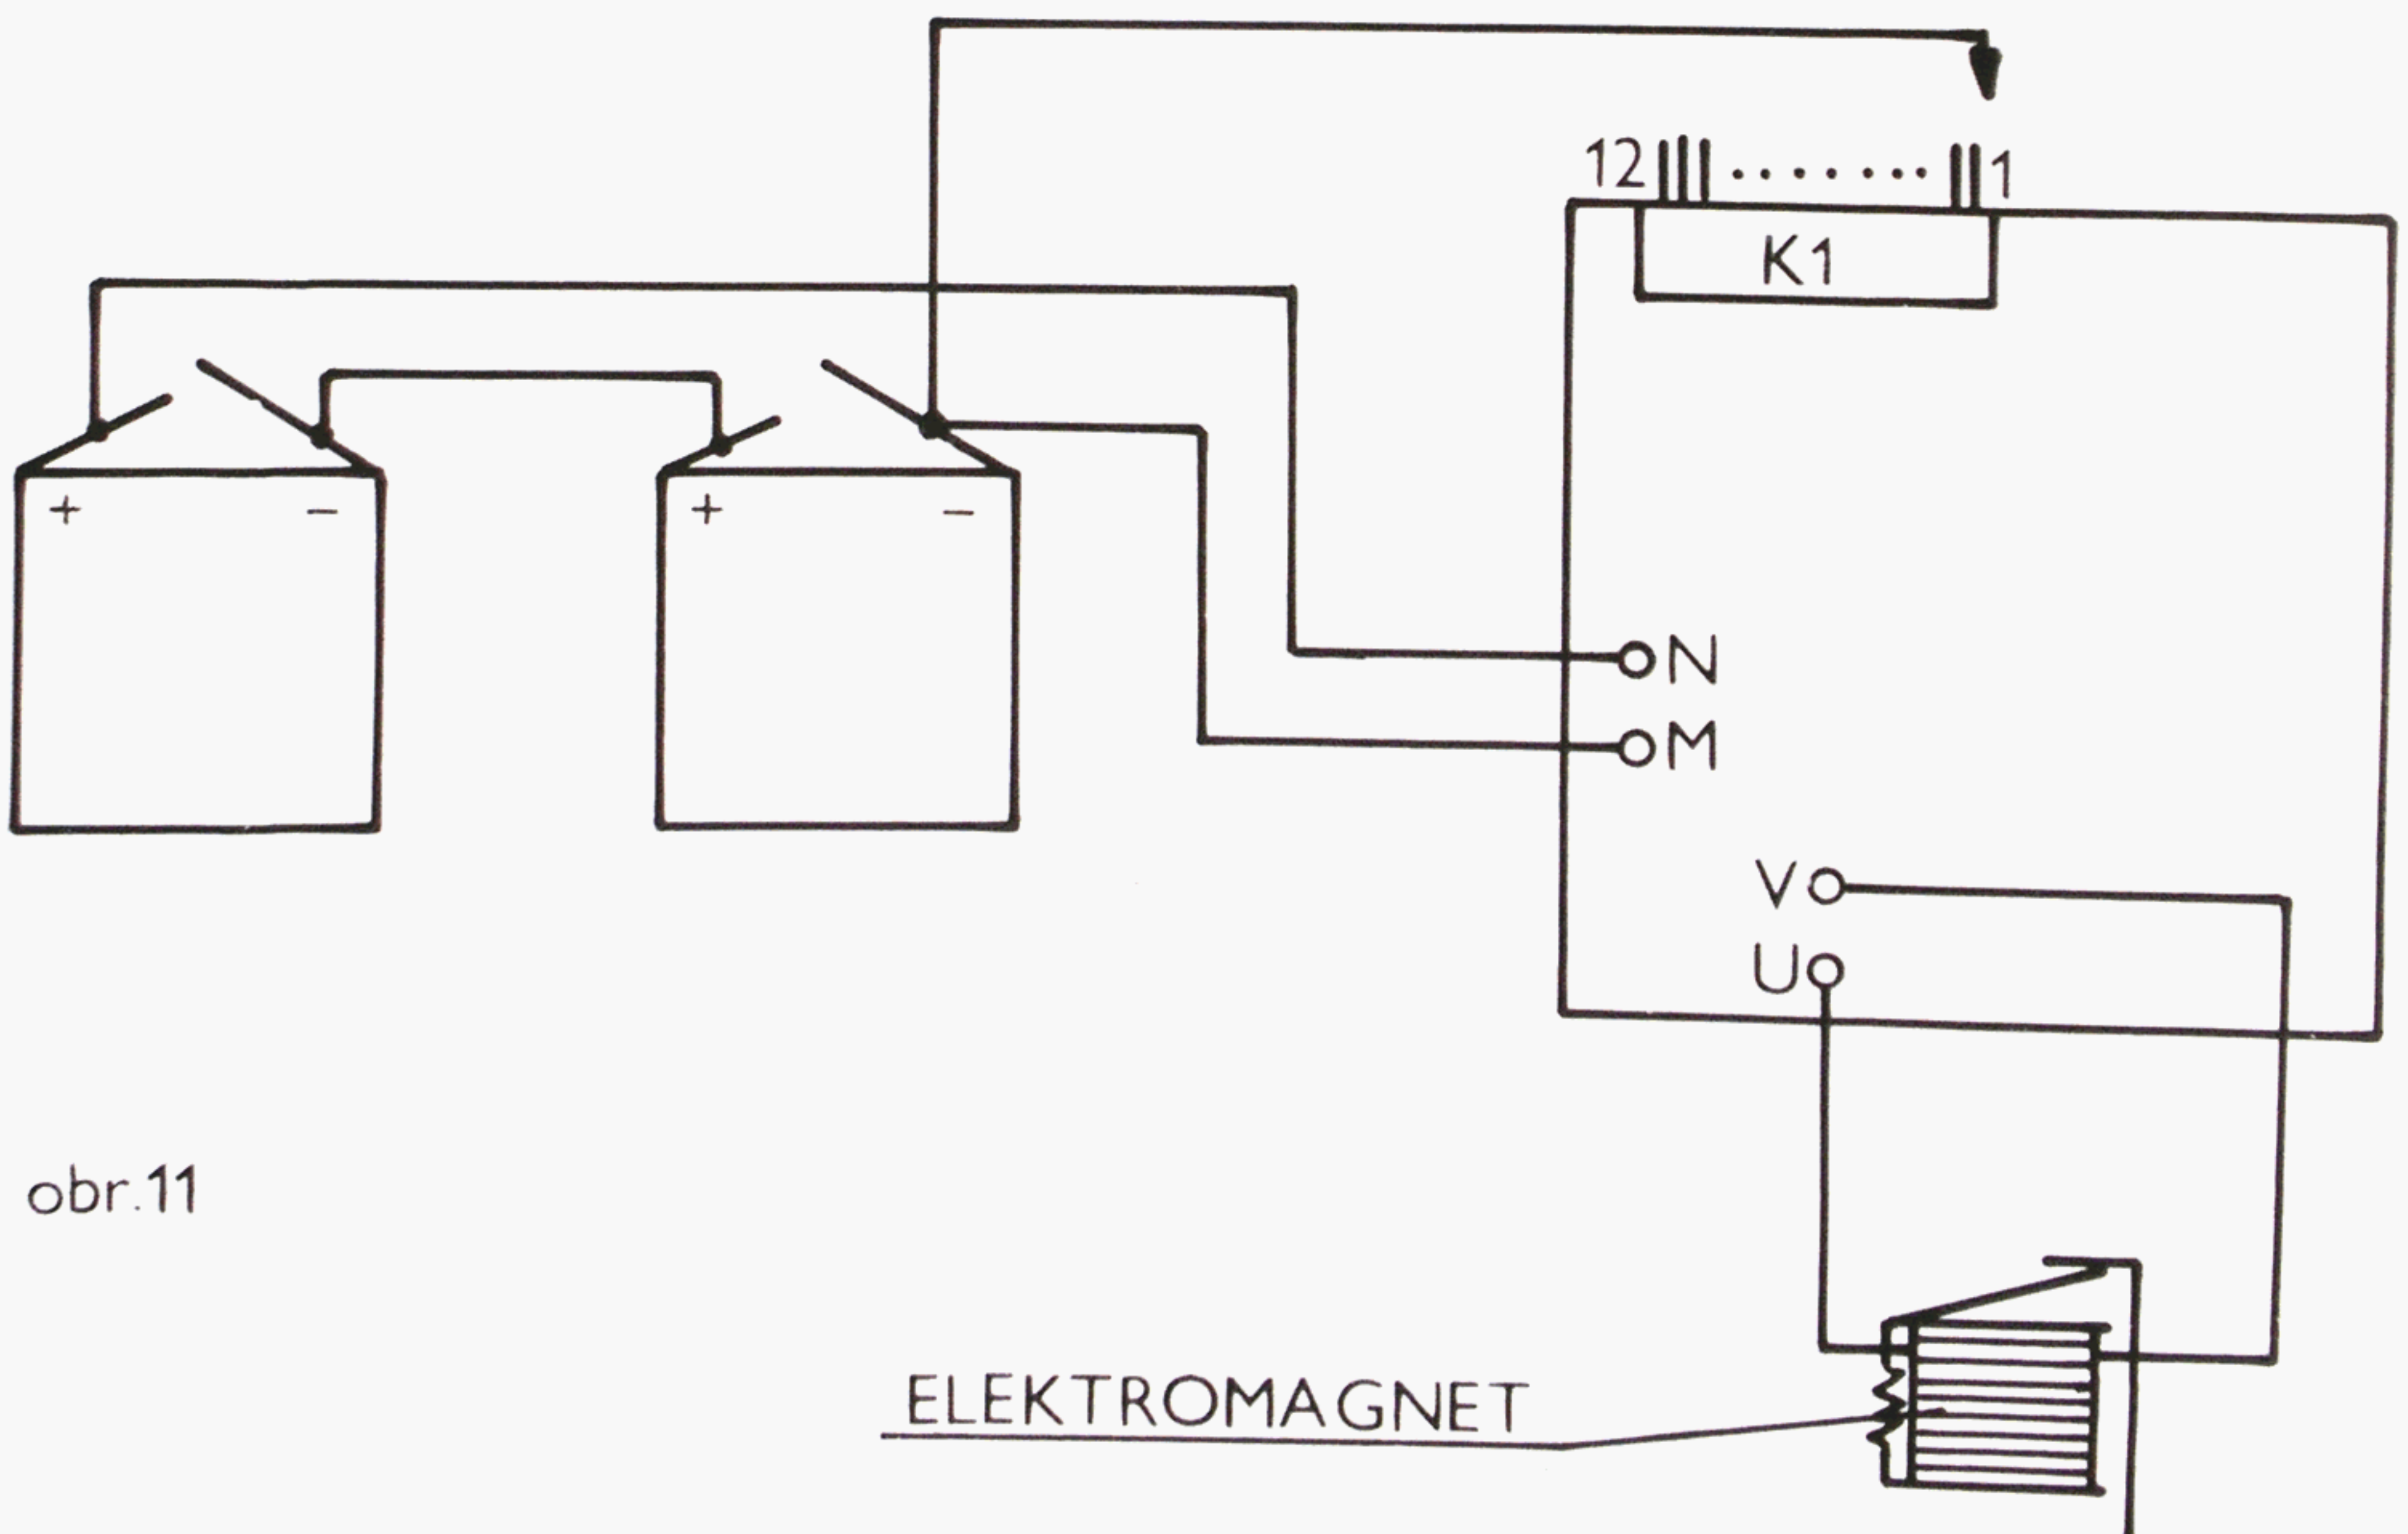 12 1
K1
+ − + −
N
M
V
U
obr.11
ELEKTROMAGNET